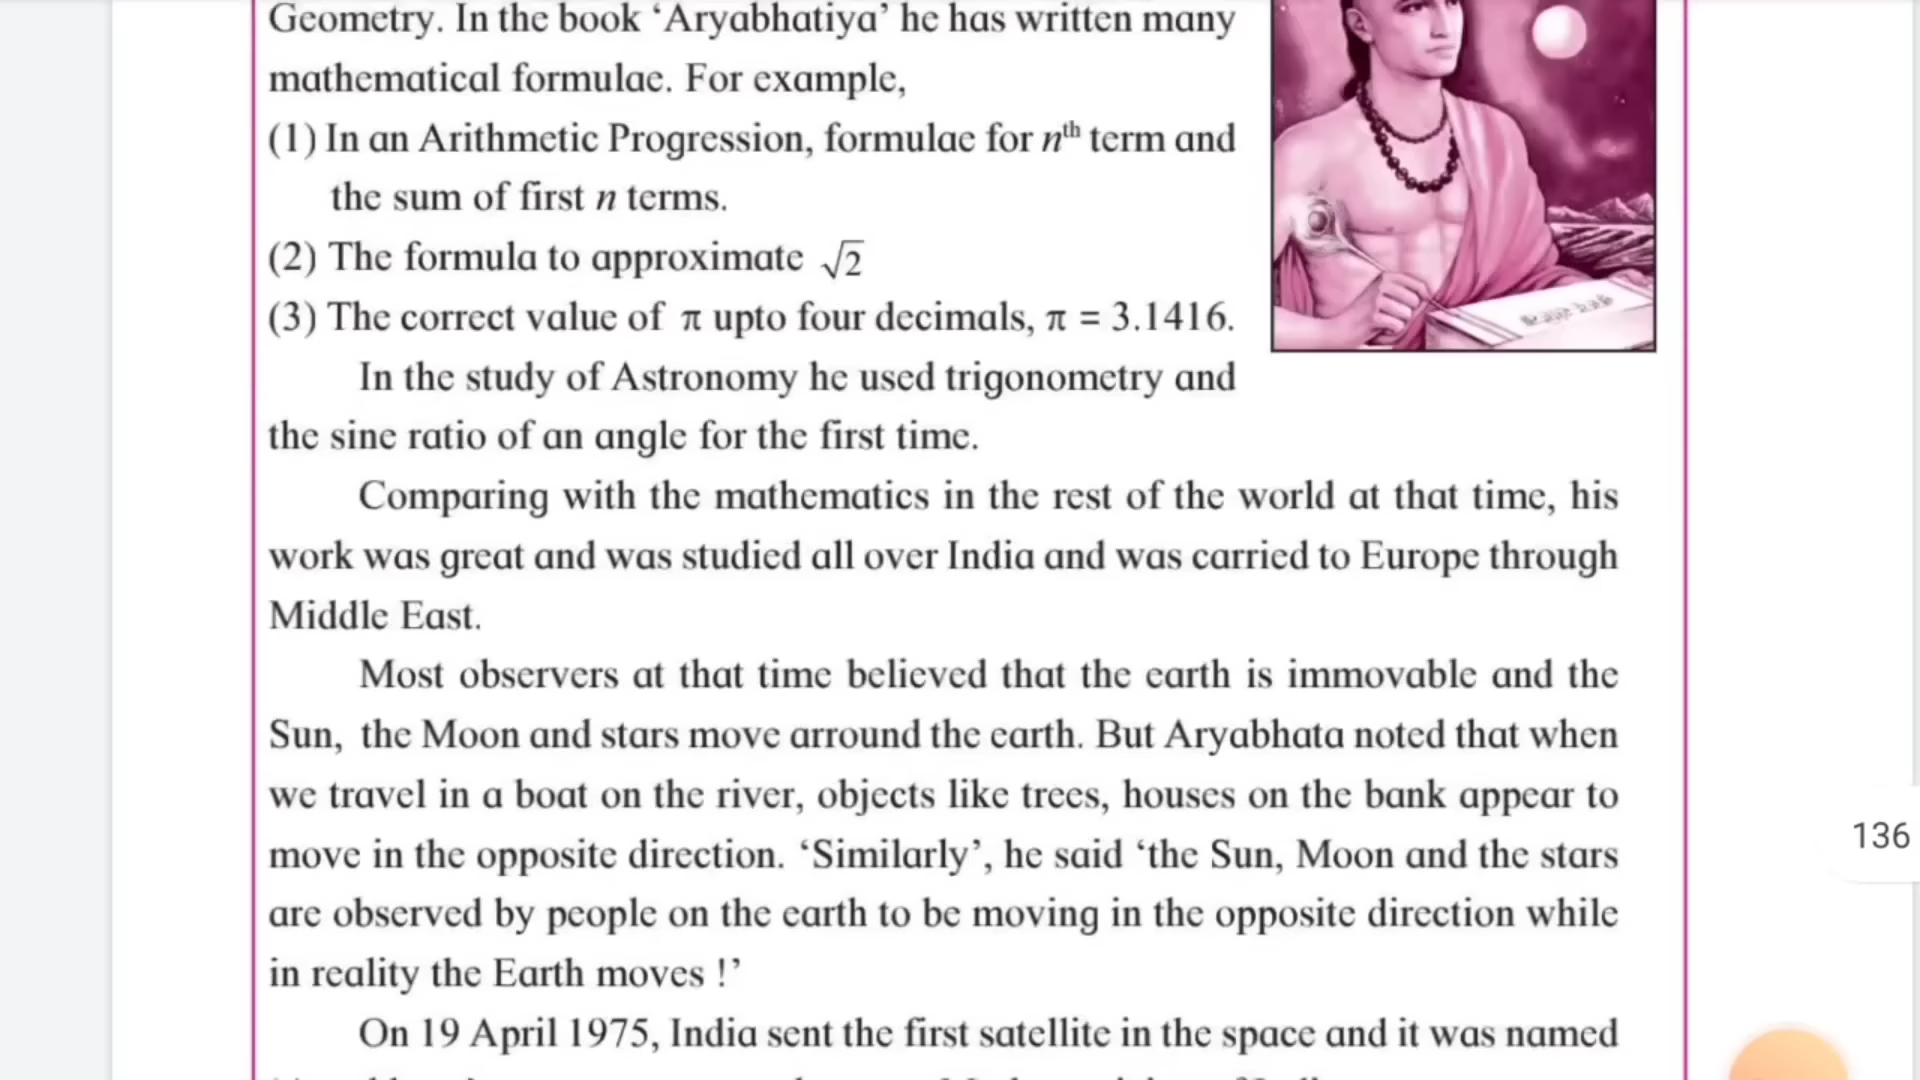 Geometry. In the book ‘Aryabhatiya’ he has written many
mathematical formulae. For example,
(1) In an Arithmetic Progression, formulae for nth term and
the sum of first n terms.
(2) The formula to approximate √2
(3) The correct value of π upto four decimals, π = 3.1416.
In the study of Astronomy he used trigonometry and
the sine ratio of an angle for the first time.
Comparing with the mathematics in the rest of the world at that time, his
work was great and was studied all over India and was carried to Europe through
Middle East.
Most observers at that time believed that the earth is immovable and the
Sun, the Moon and stars move arround the earth. But Aryabhata noted that when
we travel in a boat on the river, objects like trees, houses on the bank appear to
move in the opposite direction. ‘Similarly’, he said ‘the Sun, Moon and the stars
136
are observed by people on the earth to be moving in the opposite direction while
in reality the Earth moves !’
On 19 April 1975, India sent the first satellite in the space and it was named